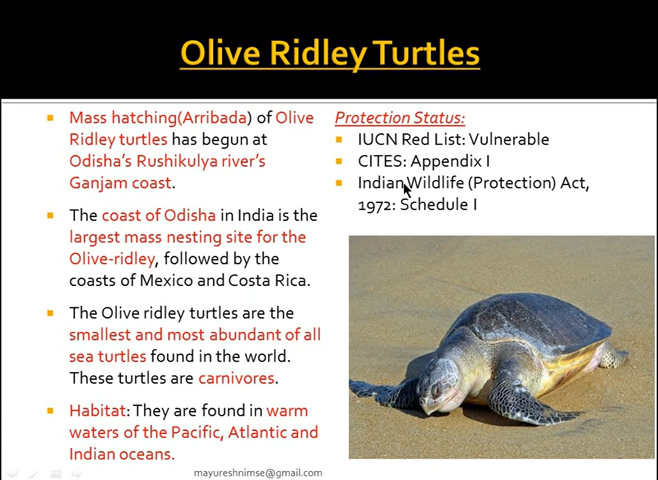 Olive Ridley Turtles
Mass hatching(Arribada) of Olive
Ridley turtles has begun at
Odisha's Rushikulya river's
Ganjam coast.
The coast of Odisha in India is the
largest mass nesting site for the
Olive-ridley, followed by the
coasts of Mexico and Costa Rica.
The Olive ridley turtles are the
smallest and most abundant of all
sea turtles found in the world.
These turtles are carnivores.
Habitat: They are found in warm
waters of the Pacific, Atlantic and
Indian oceans.
Protection Status:
IUCN Red List: Vulnerable
CITES: Appendix I
Indian Wildlife (Protection) Act,
1972: Schedule I
mayureshnimse@gmail.com